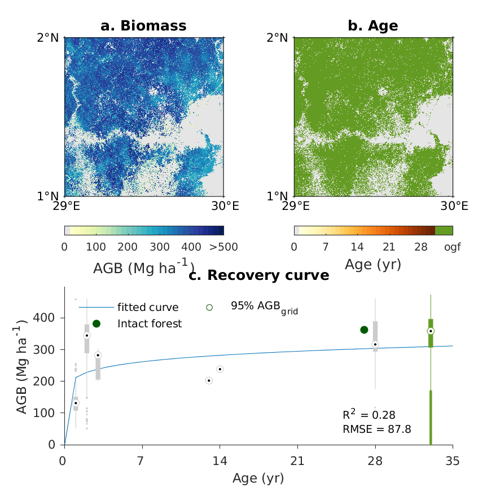 a. Biomass
b. Age
2°N
2°N
1°N
1°N
29°E
30°E
29°E
30°E
0 100 200 300 400 >500
0 7 14 21 28 ogf
AGB (Mg ha-1)
Age (yr)
c. Recovery curve
fitted curve
95% AGBgrid
Intact forest
400
300
200
100
0
AGB (Mg ha-1)
R2 = 0.28
RMSE = 87.8
0 7 14 21 28 35
Age (yr)